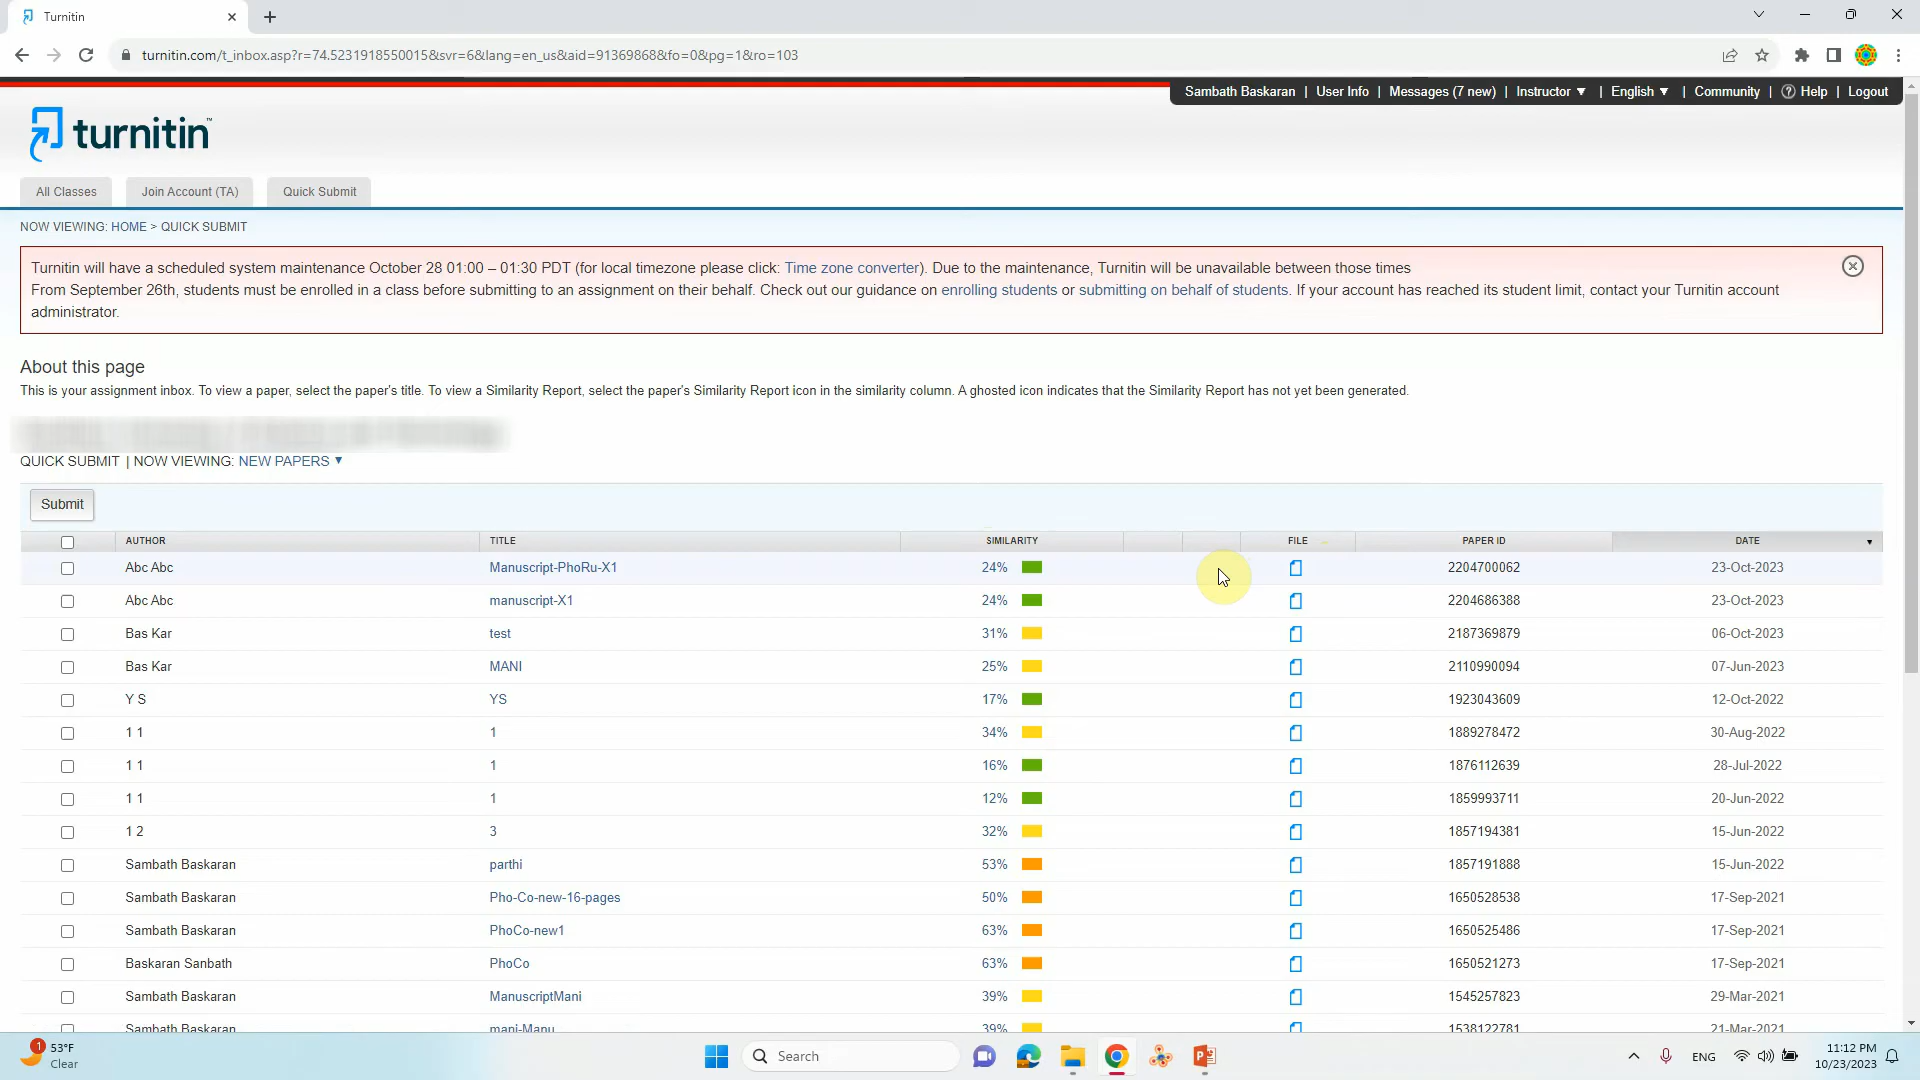 Turnitin
turnitin.com/t_inbox.asp?r=74.5231918550015&svr=6&lang=en_us&aid=91369868&fo=0&pg=1&ro=103
Sambath Baskaran | User Info | Messages (7 new) | Instructor ▼ | English ▼ | Community | ? Help | Logout
turnitin™
All Classes Join Account (TA) Quick Submit
NOW VIEWING: HOME > QUICK SUBMIT
Turnitin will have a scheduled system maintenance October 28 01:00 – 01:30 PDT (for local timezone please click: Time zone converter). Due to the maintenance, Turnitin will be unavailable between those times
From September 26th, students must be enrolled in a class before submitting to an assignment on their behalf. Check out our guidance on enrolling students or submitting on behalf of students. If your account has reached its student limit, contact your Turnitin account
administrator.
About this page
This is your assignment inbox. To view a paper, select the paper's title. To view a Similarity Report, select the paper's Similarity Report icon in the similarity column. A ghosted icon indicates that the Similarity Report has not yet been generated.
QUICK SUBMIT | NOW VIEWING: NEW PAPERS ▼
Submit
AUTHOR TITLE SIMILARITY FILE PAPER ID DATE ▼
Abc Abc Manuscript-PhoRu-X1 24% 2204700062 23-Oct-2023
Abc Abc manuscript-X1 24% 2204686388 23-Oct-2023
Bas Kar test 31% 2187369879 06-Oct-2023
Bas Kar MANI 25% 2110990094 07-Jun-2023
Y S YS 17% 1923043609 12-Oct-2022
1 1 1 34% 1889278472 30-Aug-2022
1 1 1 16% 1876112639 28-Jul-2022
1 1 1 12% 1859993711 20-Jun-2022
1 2 3 32% 1857194381 15-Jun-2022
Sambath Baskaran parthi 53% 1857191888 15-Jun-2022
Sambath Baskaran Pho-Co-new-16-pages 50% 1650528538 17-Sep-2021
Sambath Baskaran PhoCo-new1 63% 1650525486 17-Sep-2021
Baskaran Sanbath PhoCo 63% 1650521273 17-Sep-2021
Sambath Baskaran ManuscriptMani 39% 1545257823 29-Mar-2021
Sambath Baskaran mani-Manu 39% 1538122781 21-Mar-2021
1 53°F
Clear
Search
ENG
11:12 PM
10/23/2023